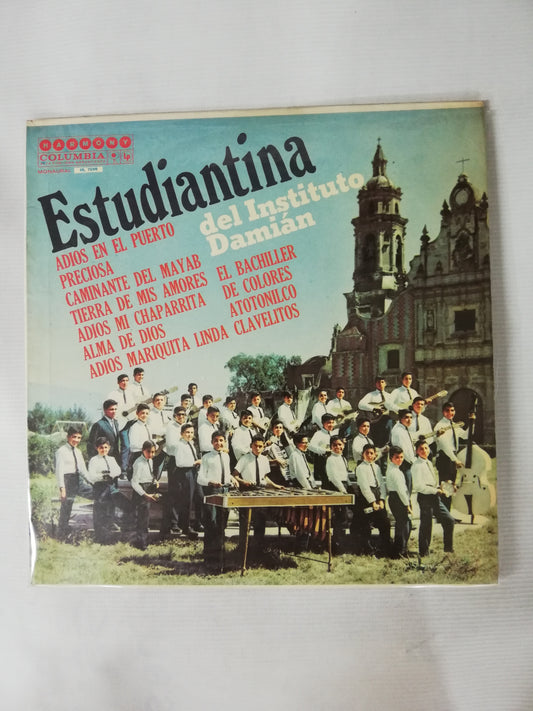 HARMONY
COLUMBIA
MONAURAL
Estudiantina
del Instituto
Damián
ADIOS EN EL PUERTO
PRECIOSA
CAMINANTE DEL MAYAB
TIERRA DE MIS AMORES EL BACHILLER
ADIOS MI CHAPARRITA DE COLORES
ALMA DE DIOS ATOTONILCO
ADIOS MARIQUITA LINDA CLAVELITOS